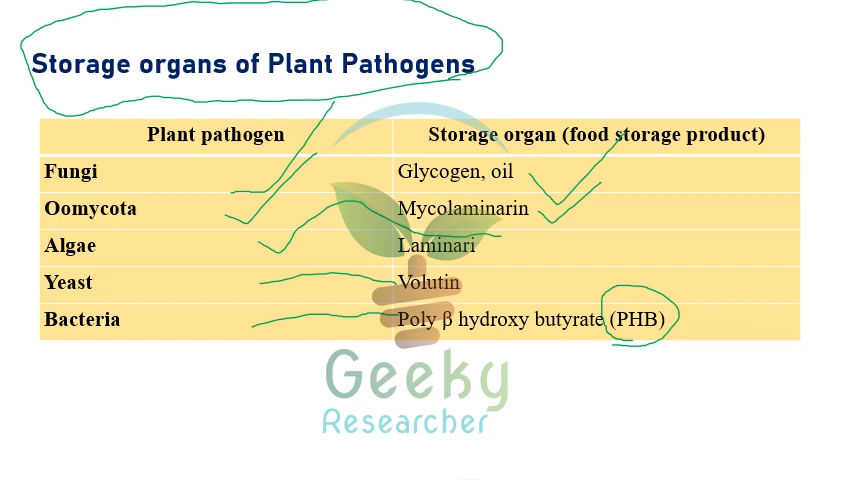 Storage organs of Plant Pathogens
Plant pathogen Storage organ (food storage product)
Fungi Glycogen, oil
Oomycota Mycolaminarin
Algae Laminari
Yeast Volutin
Bacteria Poly β hydroxy butyrate (PHB)
Geeky
Researcher